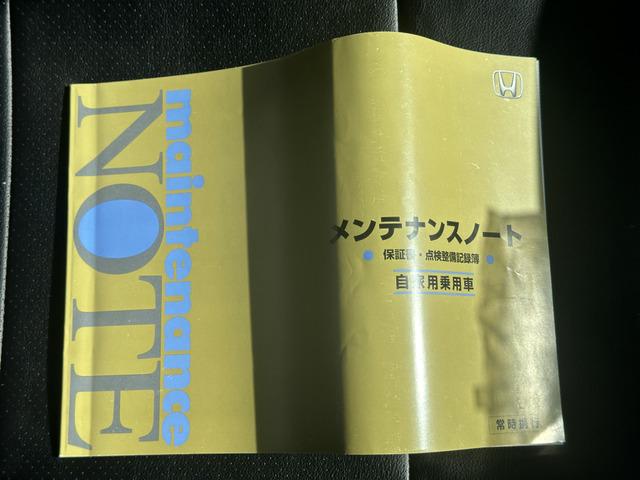 maintenance
NOTE
メンテナンスノート
保証書・点検整備記録簿
自家用乗用車
常時携行